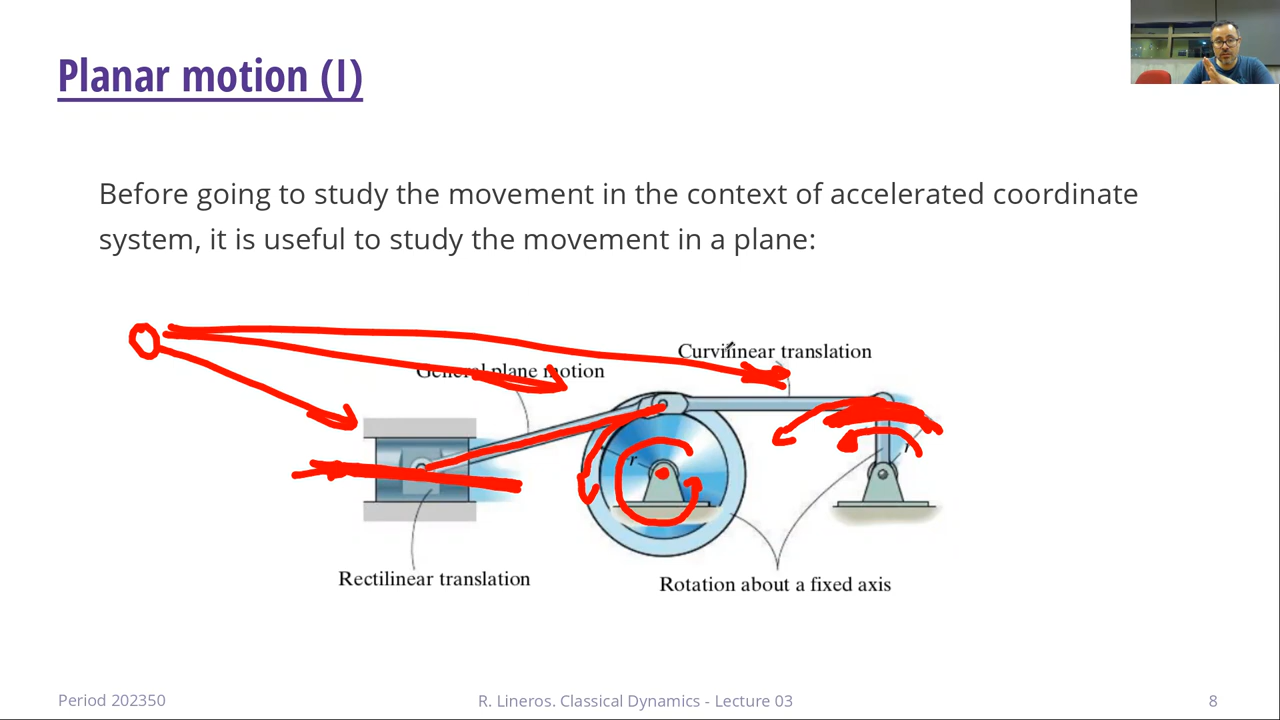 Planar motion (I)
Before going to study the movement in the context of accelerated coordinate
system, it is useful to study the movement in a plane:
Curvilinear translation
General plane motion
r
r
Rectilinear translation
Rotation about a fixed axis
Period 202350
R. Lineros. Classical Dynamics - Lecture 03
8